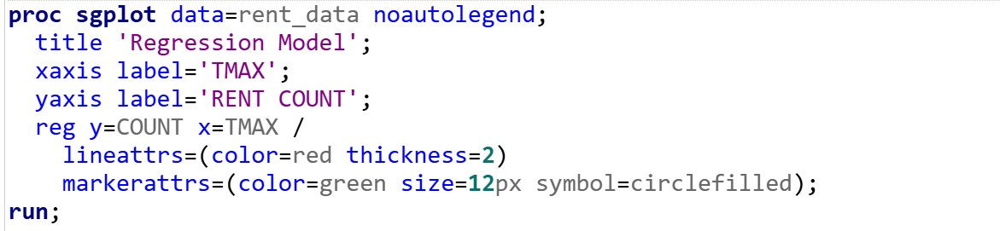 proc sgplot data=rent_data noautolegend;
title 'Regression Model';
xaxis label='TMAX';
yaxis label='RENT COUNT';
reg y=COUNT x=TMAX /
lineattrs=(color=red thickness=2)
markerattrs=(color=green size=12px symbol=circlefilled);
run;